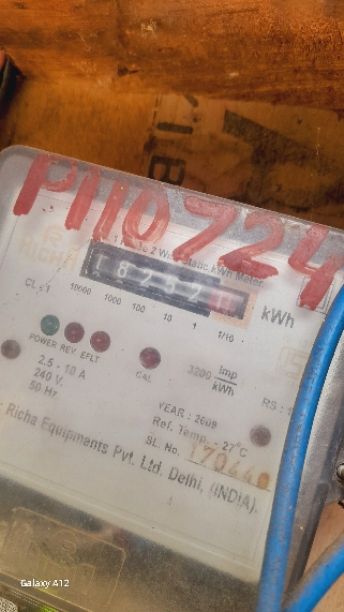 P110724
RICHA
1 Phase 2 Wire Static kWh Meter
CL.: 1
10000 1000 100 10 1 1/10
kWh
POWER REV. EFLT
CAL
2.5 - 10 A
240 V.
50 Hz
3200 imp/kWh
RS :
YEAR : 2009
Ref. Temp. - 27°C
SL. No.
Richa Equipments Pvt. Ltd. Delhi, (INDIA).
Galaxy A12